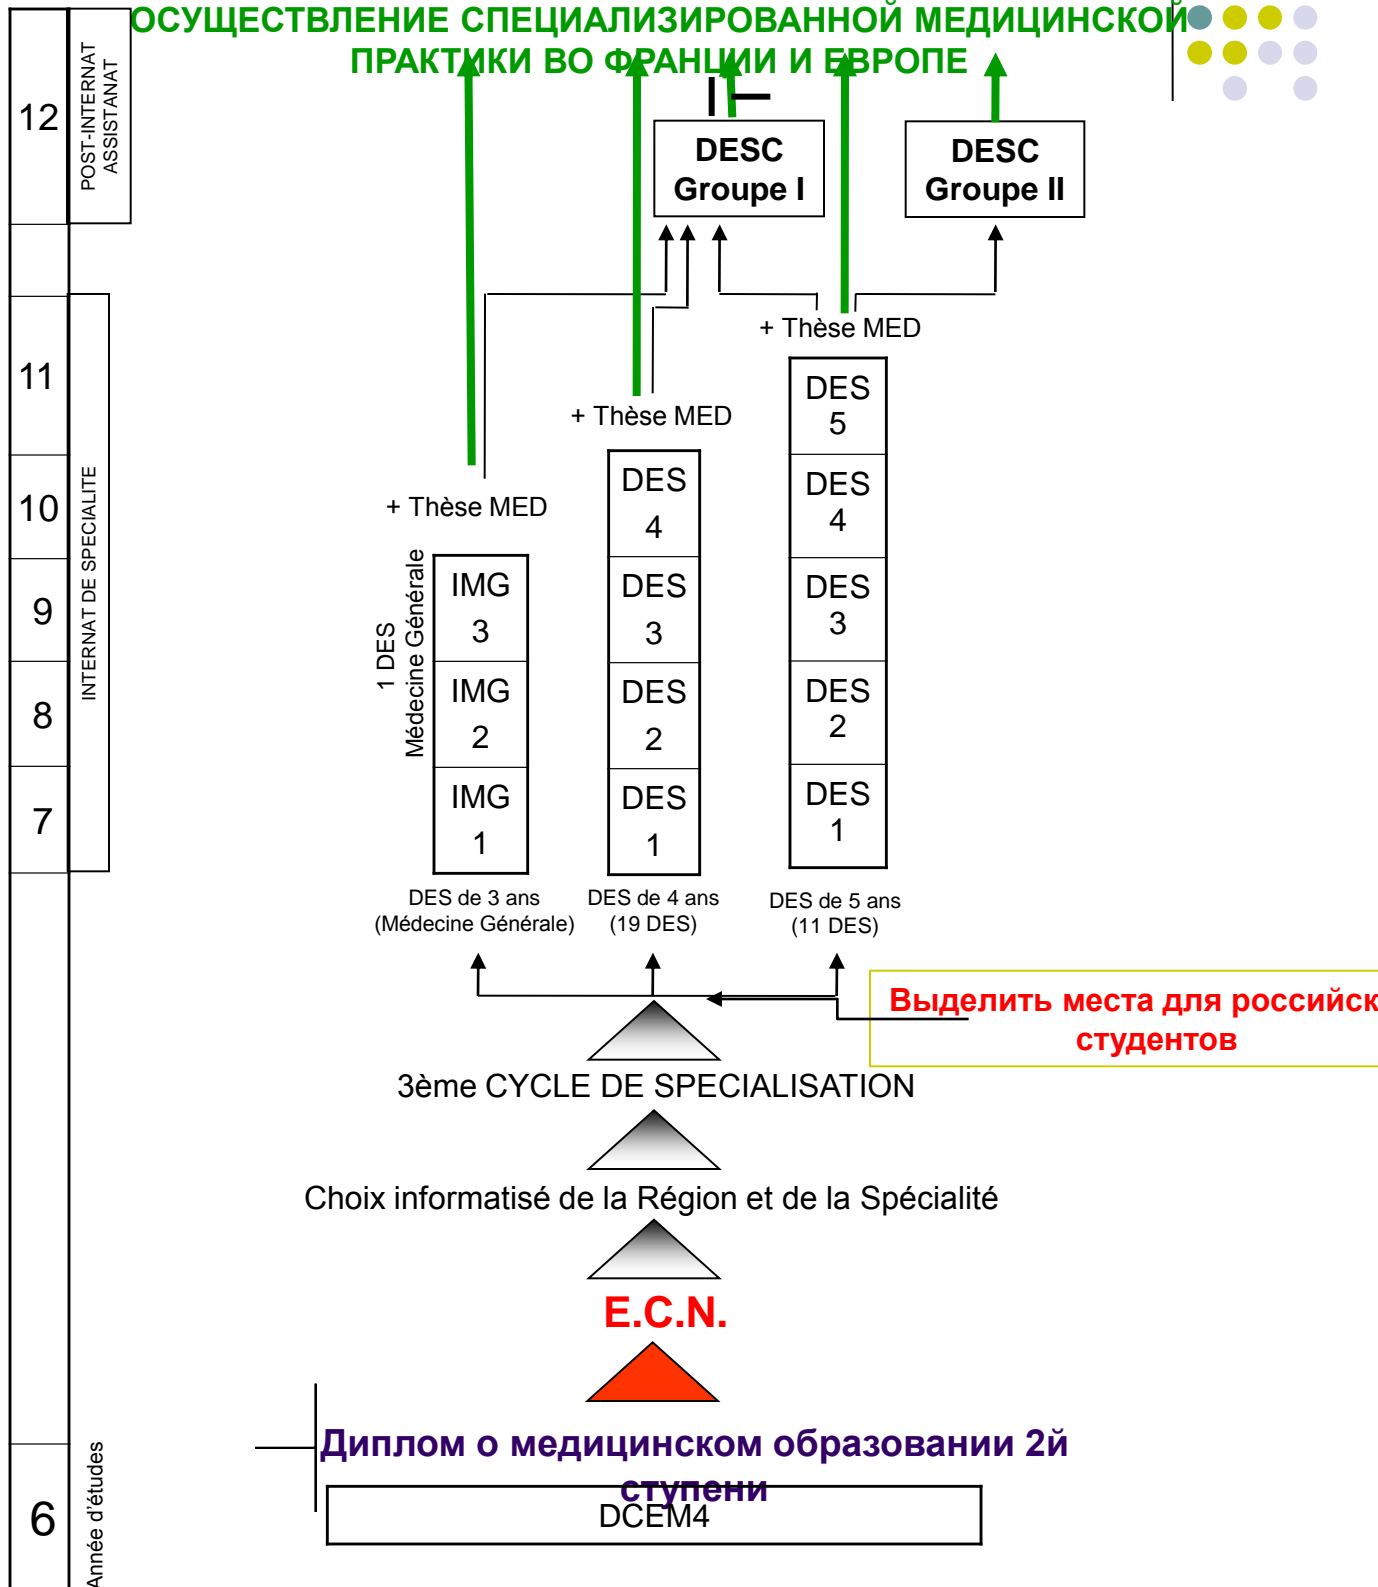 ОСУЩЕСТВЛЕНИЕ СПЕЦИАЛИЗИРОВАННОЙ МЕДИЦИНСКОЙ
ПРАКТИКИ ВО ФРАНЦИИ И ЕВРОПЕ
12
POST-INTERNAT
ASSISTANAT
DESC
Groupe I
DESC
Groupe II
11
10
9
8
7
INTERNAT DE SPECIALITE
+ Thèse MED
+ Thèse MED
+ Thèse MED
1 DES
Médecine Générale
IMG
3
IMG
2
IMG
1
DES
4
DES
3
DES
2
DES
1
DES
5
DES
4
DES
3
DES
2
DES
1
DES de 3 ans
(Médecine Générale)
DES de 4 ans
(19 DES)
DES de 5 ans
(11 DES)
Выделить места для российск
студентов
3ème CYCLE DE SPECIALISATION
Choix informatisé de la Région et de la Spécialité
E.C.N.
Диплом о медицинском образовании 2й
ступени
DCEM4
6
Année d'études